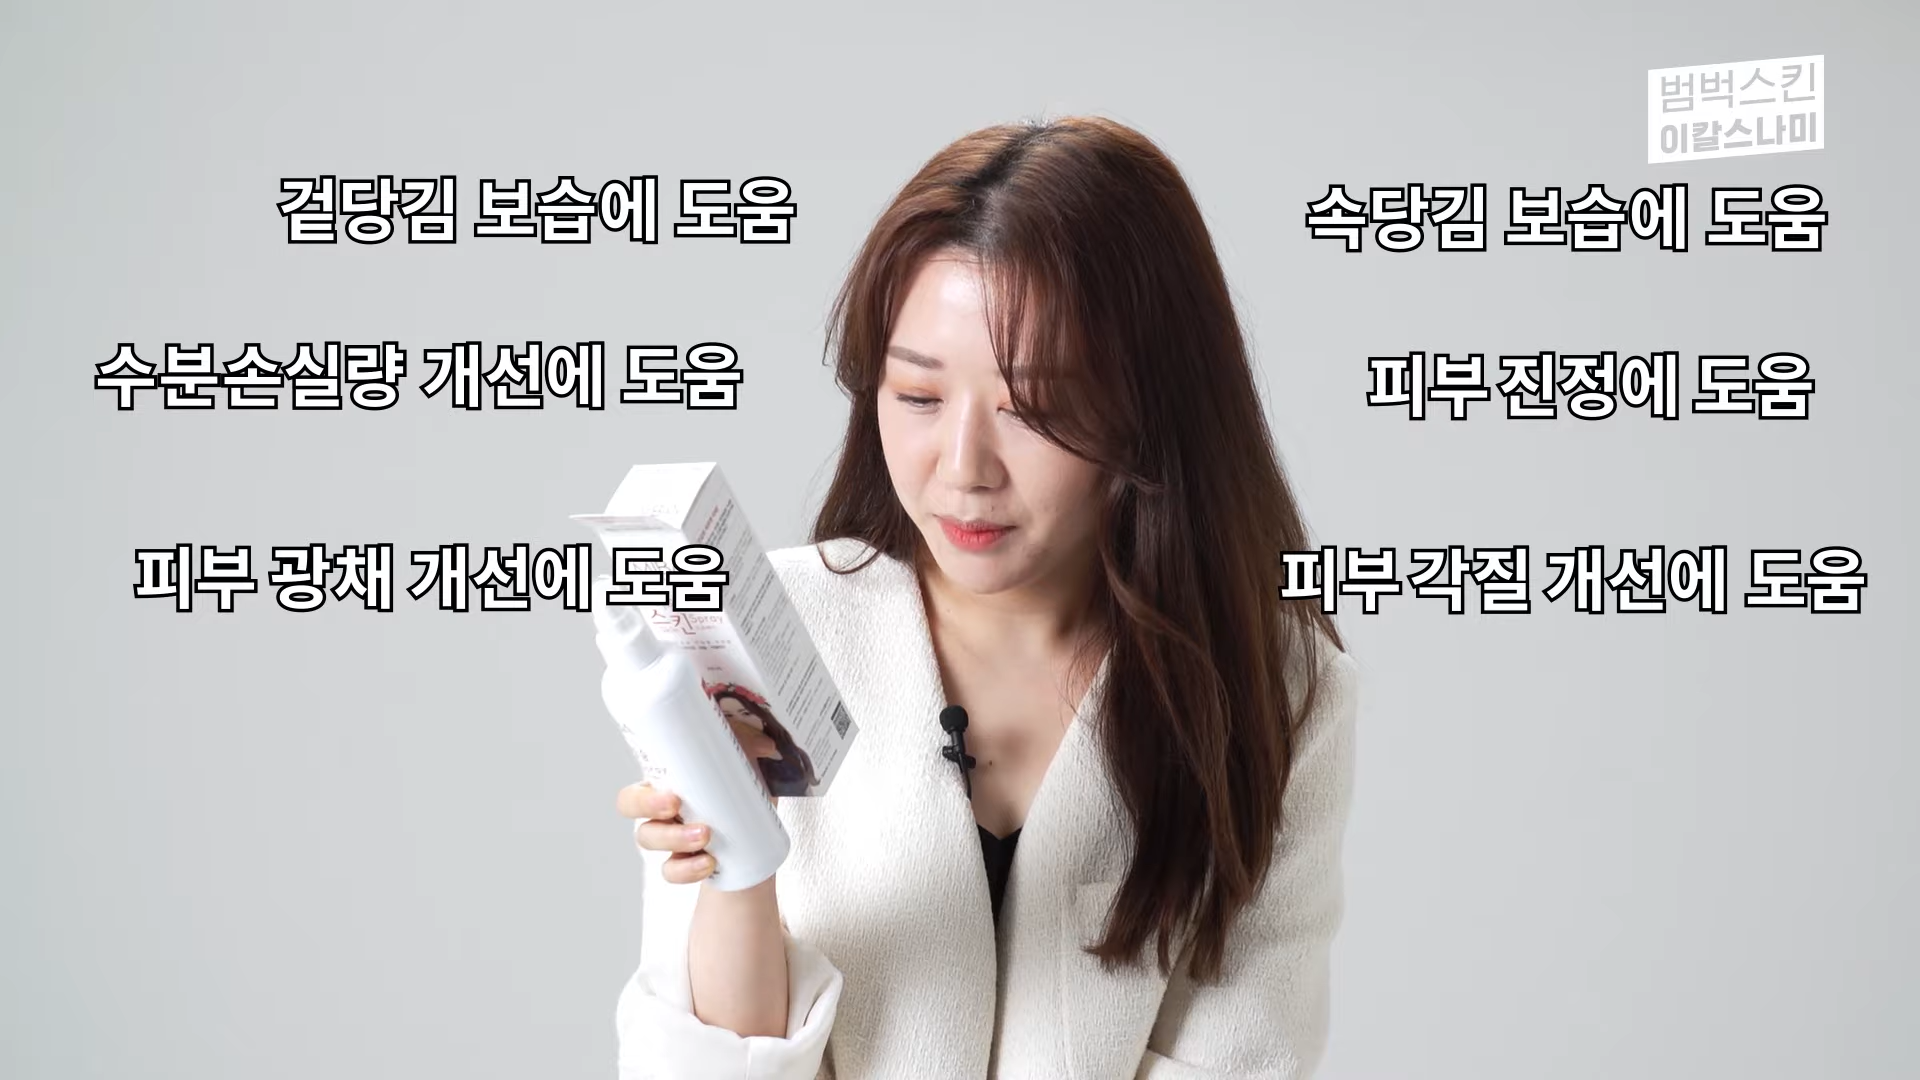 범벅스킨
이칼스나미
겉당김 보습에 도움
속당김 보습에 도움
수분손실량 개선에 도움
피부 진정에 도움
피부 광채 개선에 도움
피부 각질 개선에 도움
스킨 Spray